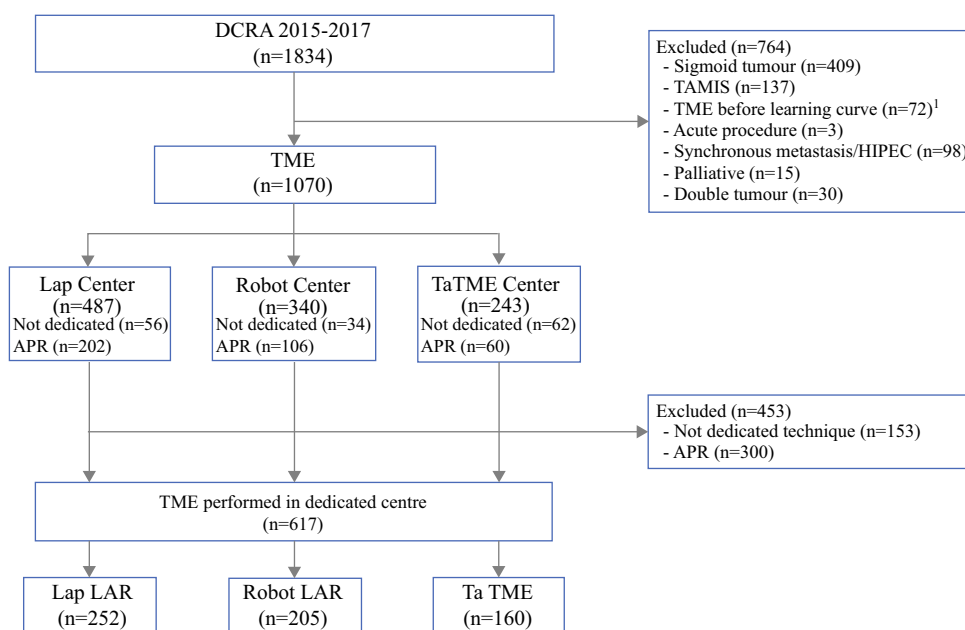 DCRA 2015-2017
(n=1834)
Excluded (n=764)
- Sigmoid tumour (n=409)
- TAMIS (n=137)
- TME before learning curve (n=72)¹
- Acute procedure (n=3)
- Synchronous metastasis/HIPEC (n=98)
- Palliative (n=15)
- Double tumour (n=30)
TME
(n=1070)
Lap Center
(n=487)
Not dedicated (n=56)
APR (n=202)
Robot Center
(n=340)
Not dedicated (n=34)
APR (n=106)
TaTME Center
(n=243)
Not dedicated (n=62)
APR (n=60)
Excluded (n=453)
- Not dedicated technique (n=153)
- APR (n=300)
TME performed in dedicated centre
(n=617)
Lap LAR
(n=252)
Robot LAR
(n=205)
Ta TME
(n=160)